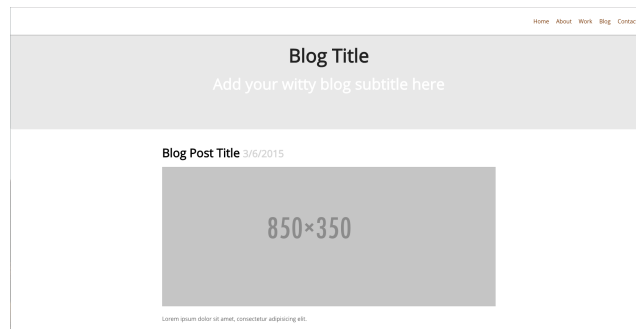 Home About Work Blog Contac
Blog Title
Add your witty blog subtitle here
Blog Post Title 3/6/2015
850×350
Lorem ipsum dolor sit amet, consectetur adipisicing elit.